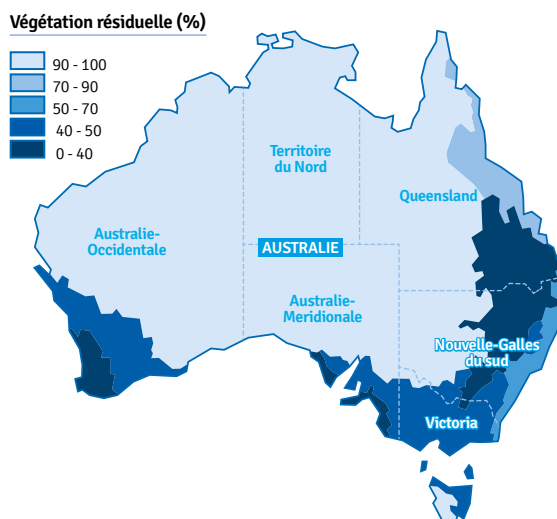 Végétation résiduelle (%)
90 - 100
70 - 90
50 - 70
40 - 50
0 - 40
Territoire
du Nord
Queensland
Australie-
Occidentale
AUSTRALIE
Australie-
Meridionale
Nouvelle-Galles
du sud
Victoria